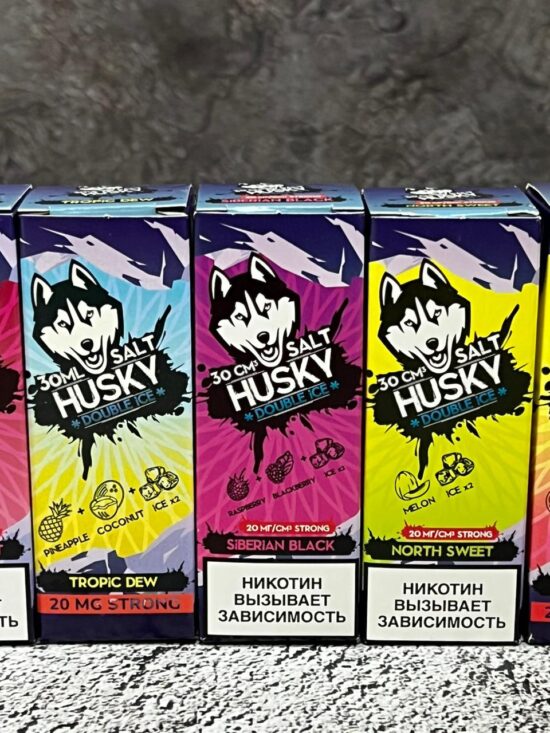 TROPIC DEW
30ML SALT
HUSKY
*DOUBLE ICE*
PINEAPPLE + COCONUT + ICE x2
TROPIC DEW
20 MG STRONG
SIBERIAN BLACK
30 CM³ SALT
HUSKY
*DOUBLE ICE*
RASPBERRY + BLACKBERRY + ICE x2
20 МГ/СМ³ STRONG
SIBERIAN BLACK
НИКОТИН
ВЫЗЫВАЕТ
ЗАВИСИМОСТЬ
NORTH SWEET
30 CM³ SALT
HUSKY
*DOUBLE ICE*
MELON + ICE x2
20 МГ/СМ³ STRONG
NORTH SWEET
НИКОТИН
ВЫЗЫВАЕТ
ЗАВИСИМОСТЬ
ТЬ